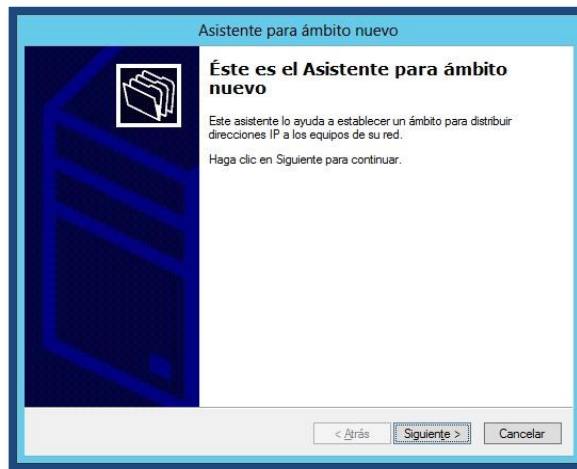 Asistente para ámbito nuevo
Éste es el Asistente para ámbito
nuevo
Este asistente lo ayuda a establecer un ámbito para distribuir
direcciones IP a los equipos de su red.
Haga clic en Siguiente para continuar.
< Atrás Siguiente > Cancelar